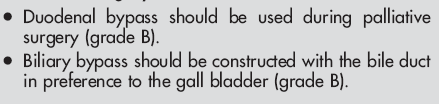 • Duodenal bypass should be used during palliative
surgery (grade B).
• Biliary bypass should be constructed with the bile duct
in preference to the gall bladder (grade B).